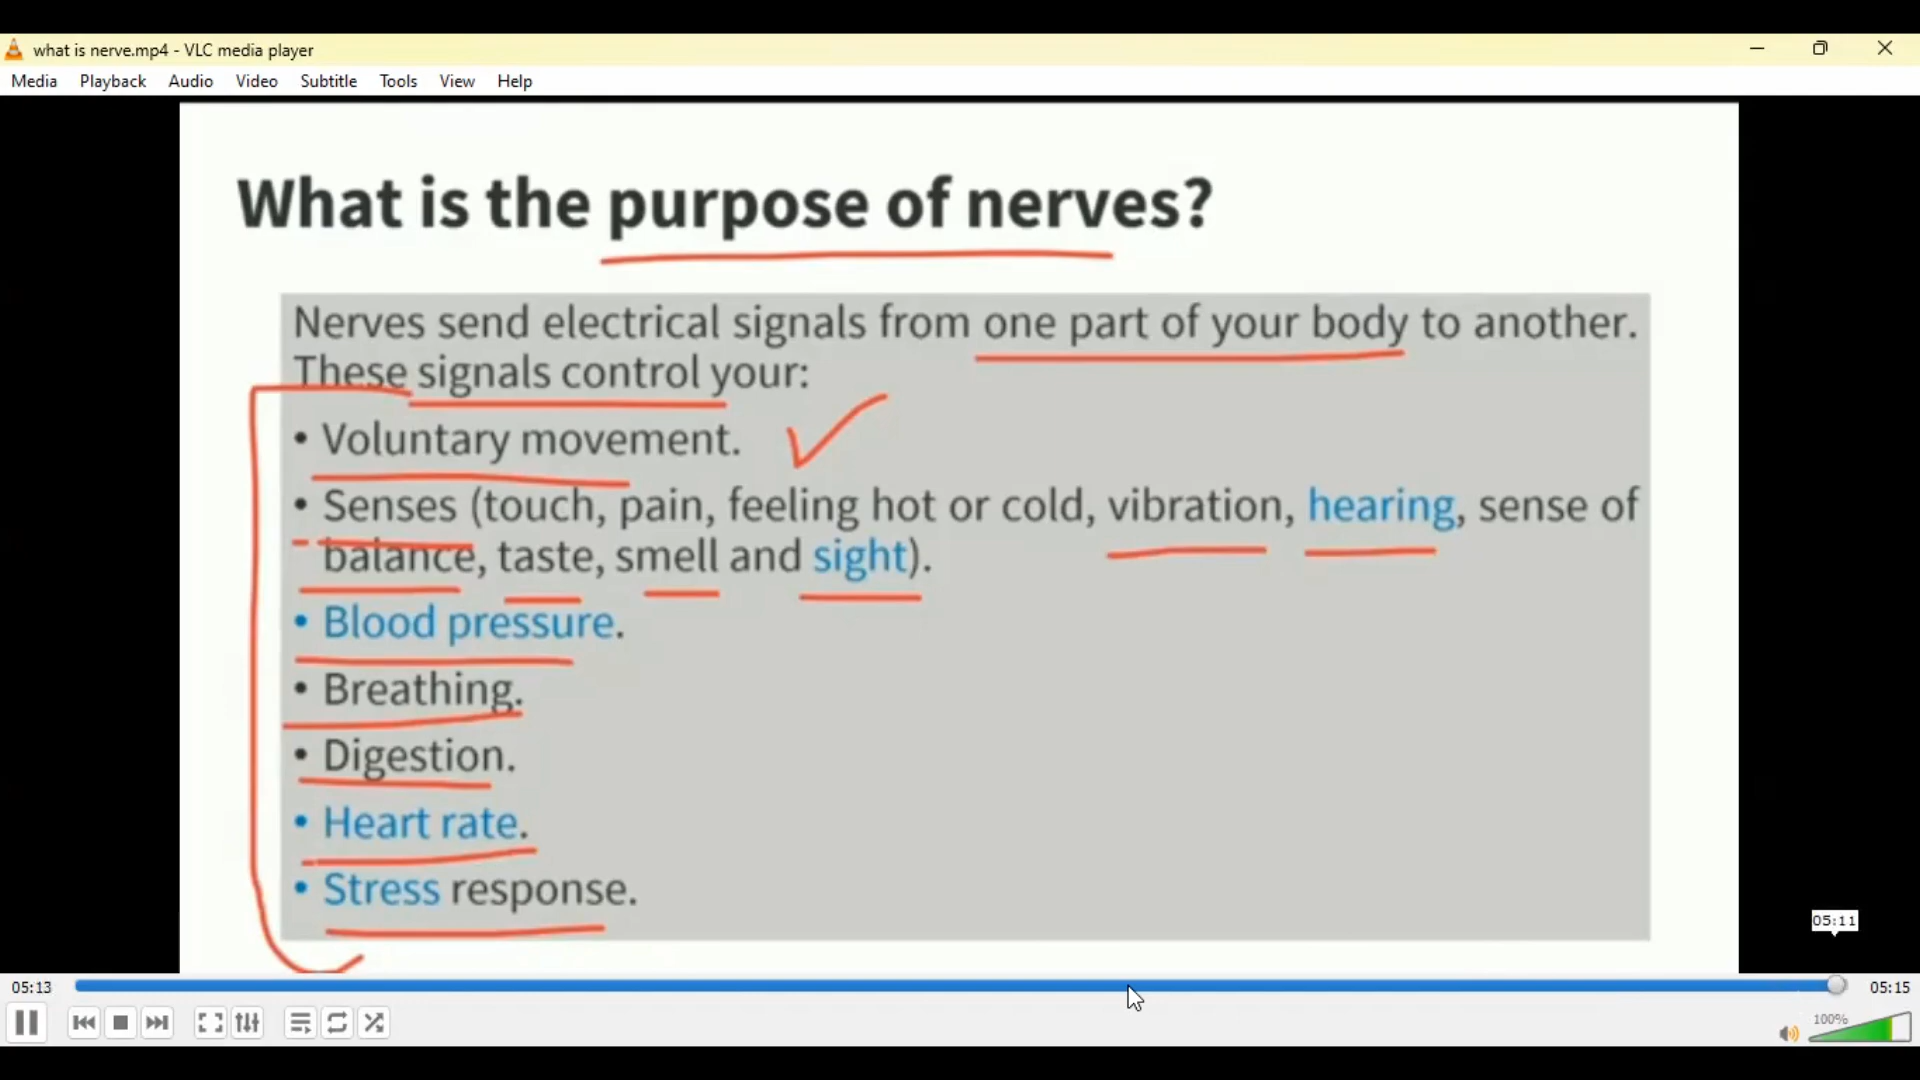 what is nerve.mp4 - VLC media player
Media Playback Audio Video Subtitle Tools View Help
What is the purpose of nerves?
Nerves send electrical signals from one part of your body to another.
These signals control your:
• Voluntary movement.
• Senses (touch, pain, feeling hot or cold, vibration, hearing, sense of
balance, taste, smell and sight).
• Blood pressure.
• Breathing.
• Digestion.
• Heart rate.
• Stress response.
05:11
05:13
05:15
100%